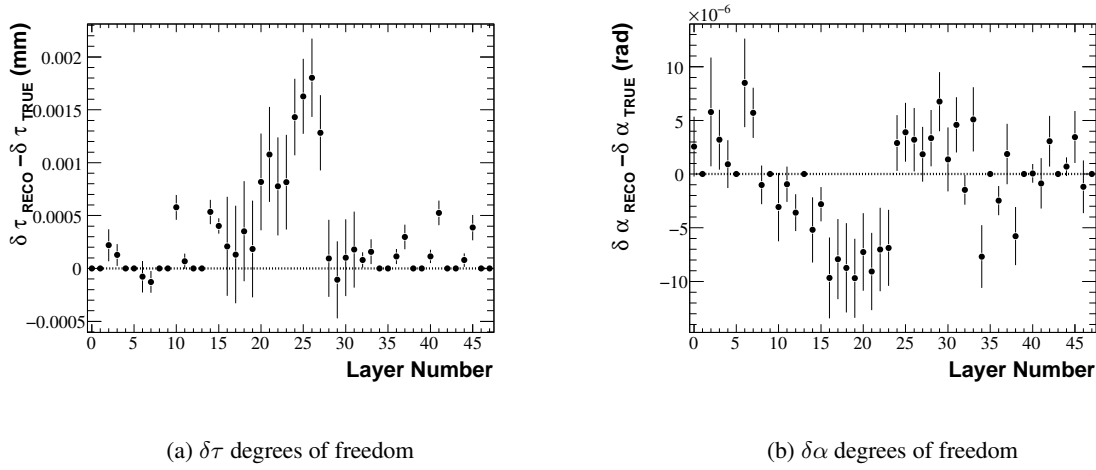 δ τ RECO −δ τ TRUE (mm)
0.002
0.0015
0.001
0.0005
0
−0.0005
0 5 10 15 20 25 30 35 40 45
Layer Number
(a) δτ degrees of freedom
×10⁻⁶
δ α RECO −δ α TRUE (rad)
10
5
0
−5
−10
0 5 10 15 20 25 30 35 40 45
Layer Number
(b) δα degrees of freedom